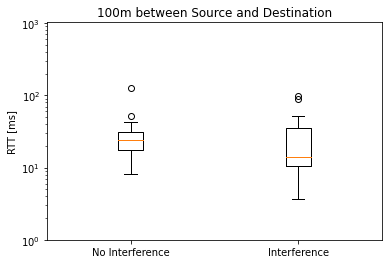 100m between Source and Destination
RTT [ms]
10³
10²
10¹
10⁰
No Interference
Interference